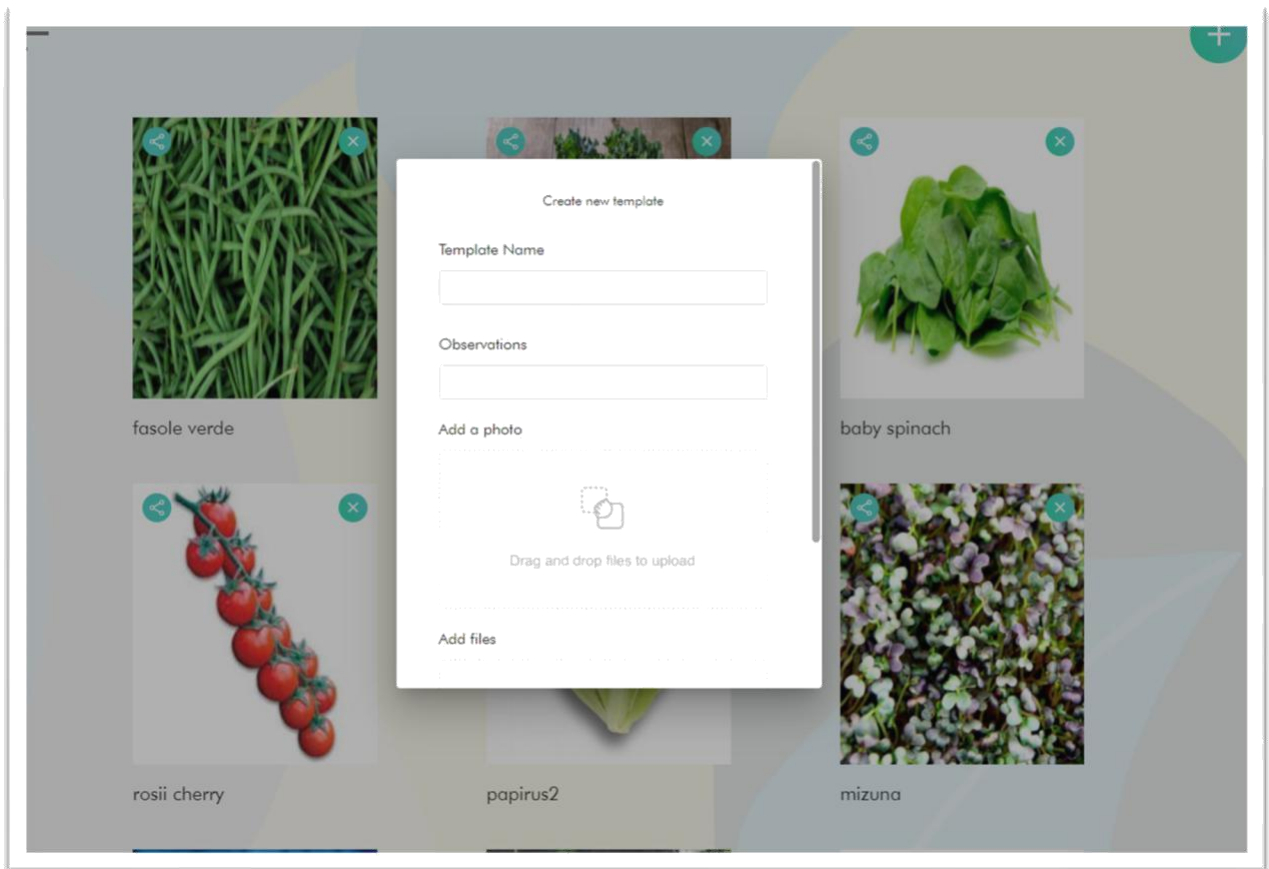 Create new template
Template Name
Observations
Add a photo
Drag and drop files to upload
Add files
fasole verde
baby spinach
rosii cherry
papirus2
mizuna